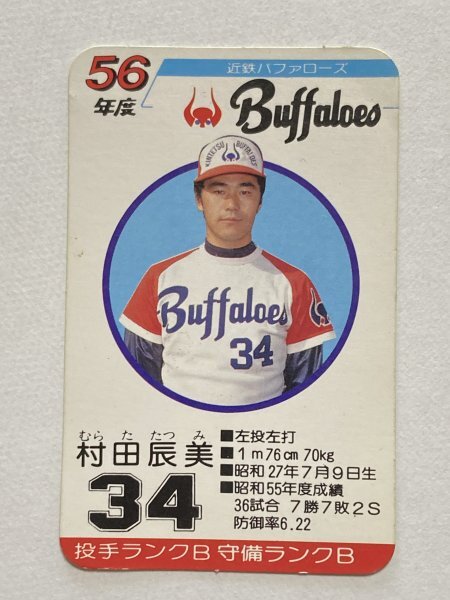 56
年度
近鉄バファローズ
Buffaloes
KINTETSU BUFFALOES
Buffaloes
34
むら た たつ み
村田辰美
34
■左投左打
■1m76cm 70kg
■昭和27年7月9日生
■昭和55年度成績
36試合 7勝7敗2S
防御率6.22
投手ランクB 守備ランクB